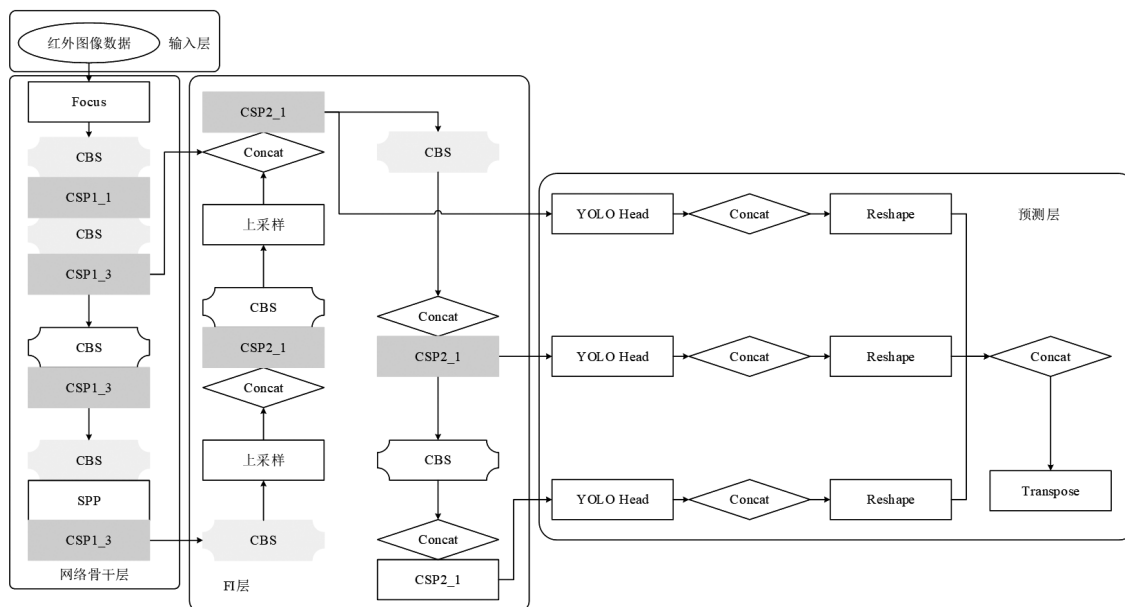 红外图像数据
输入层
Focus
CBS
CSP1_1
CBS
CSP1_3
CBS
CSP1_3
CBS
SPP
CSP1_3
网络骨干层
CSP2_1
Concat
上采样
CBS
CSP2_1
Concat
上采样
CBS
FI层
CBS
Concat
CSP2_1
CBS
Concat
CSP2_1
YOLO Head
Concat
Reshape
预测层
YOLO Head
Concat
Reshape
Concat
YOLO Head
Concat
Reshape
Transpose